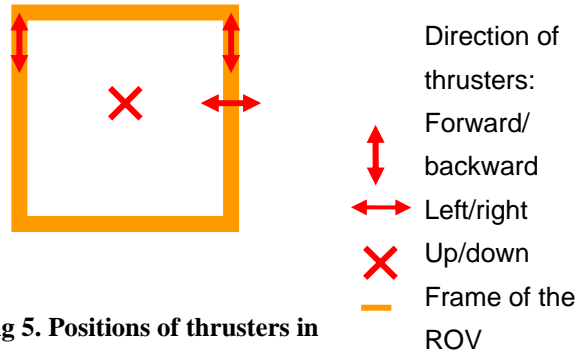 Direction of
thrusters:
Forward/
backward
Left/right
Up/down
Frame of the
ROV
g 5. Positions of thrusters in